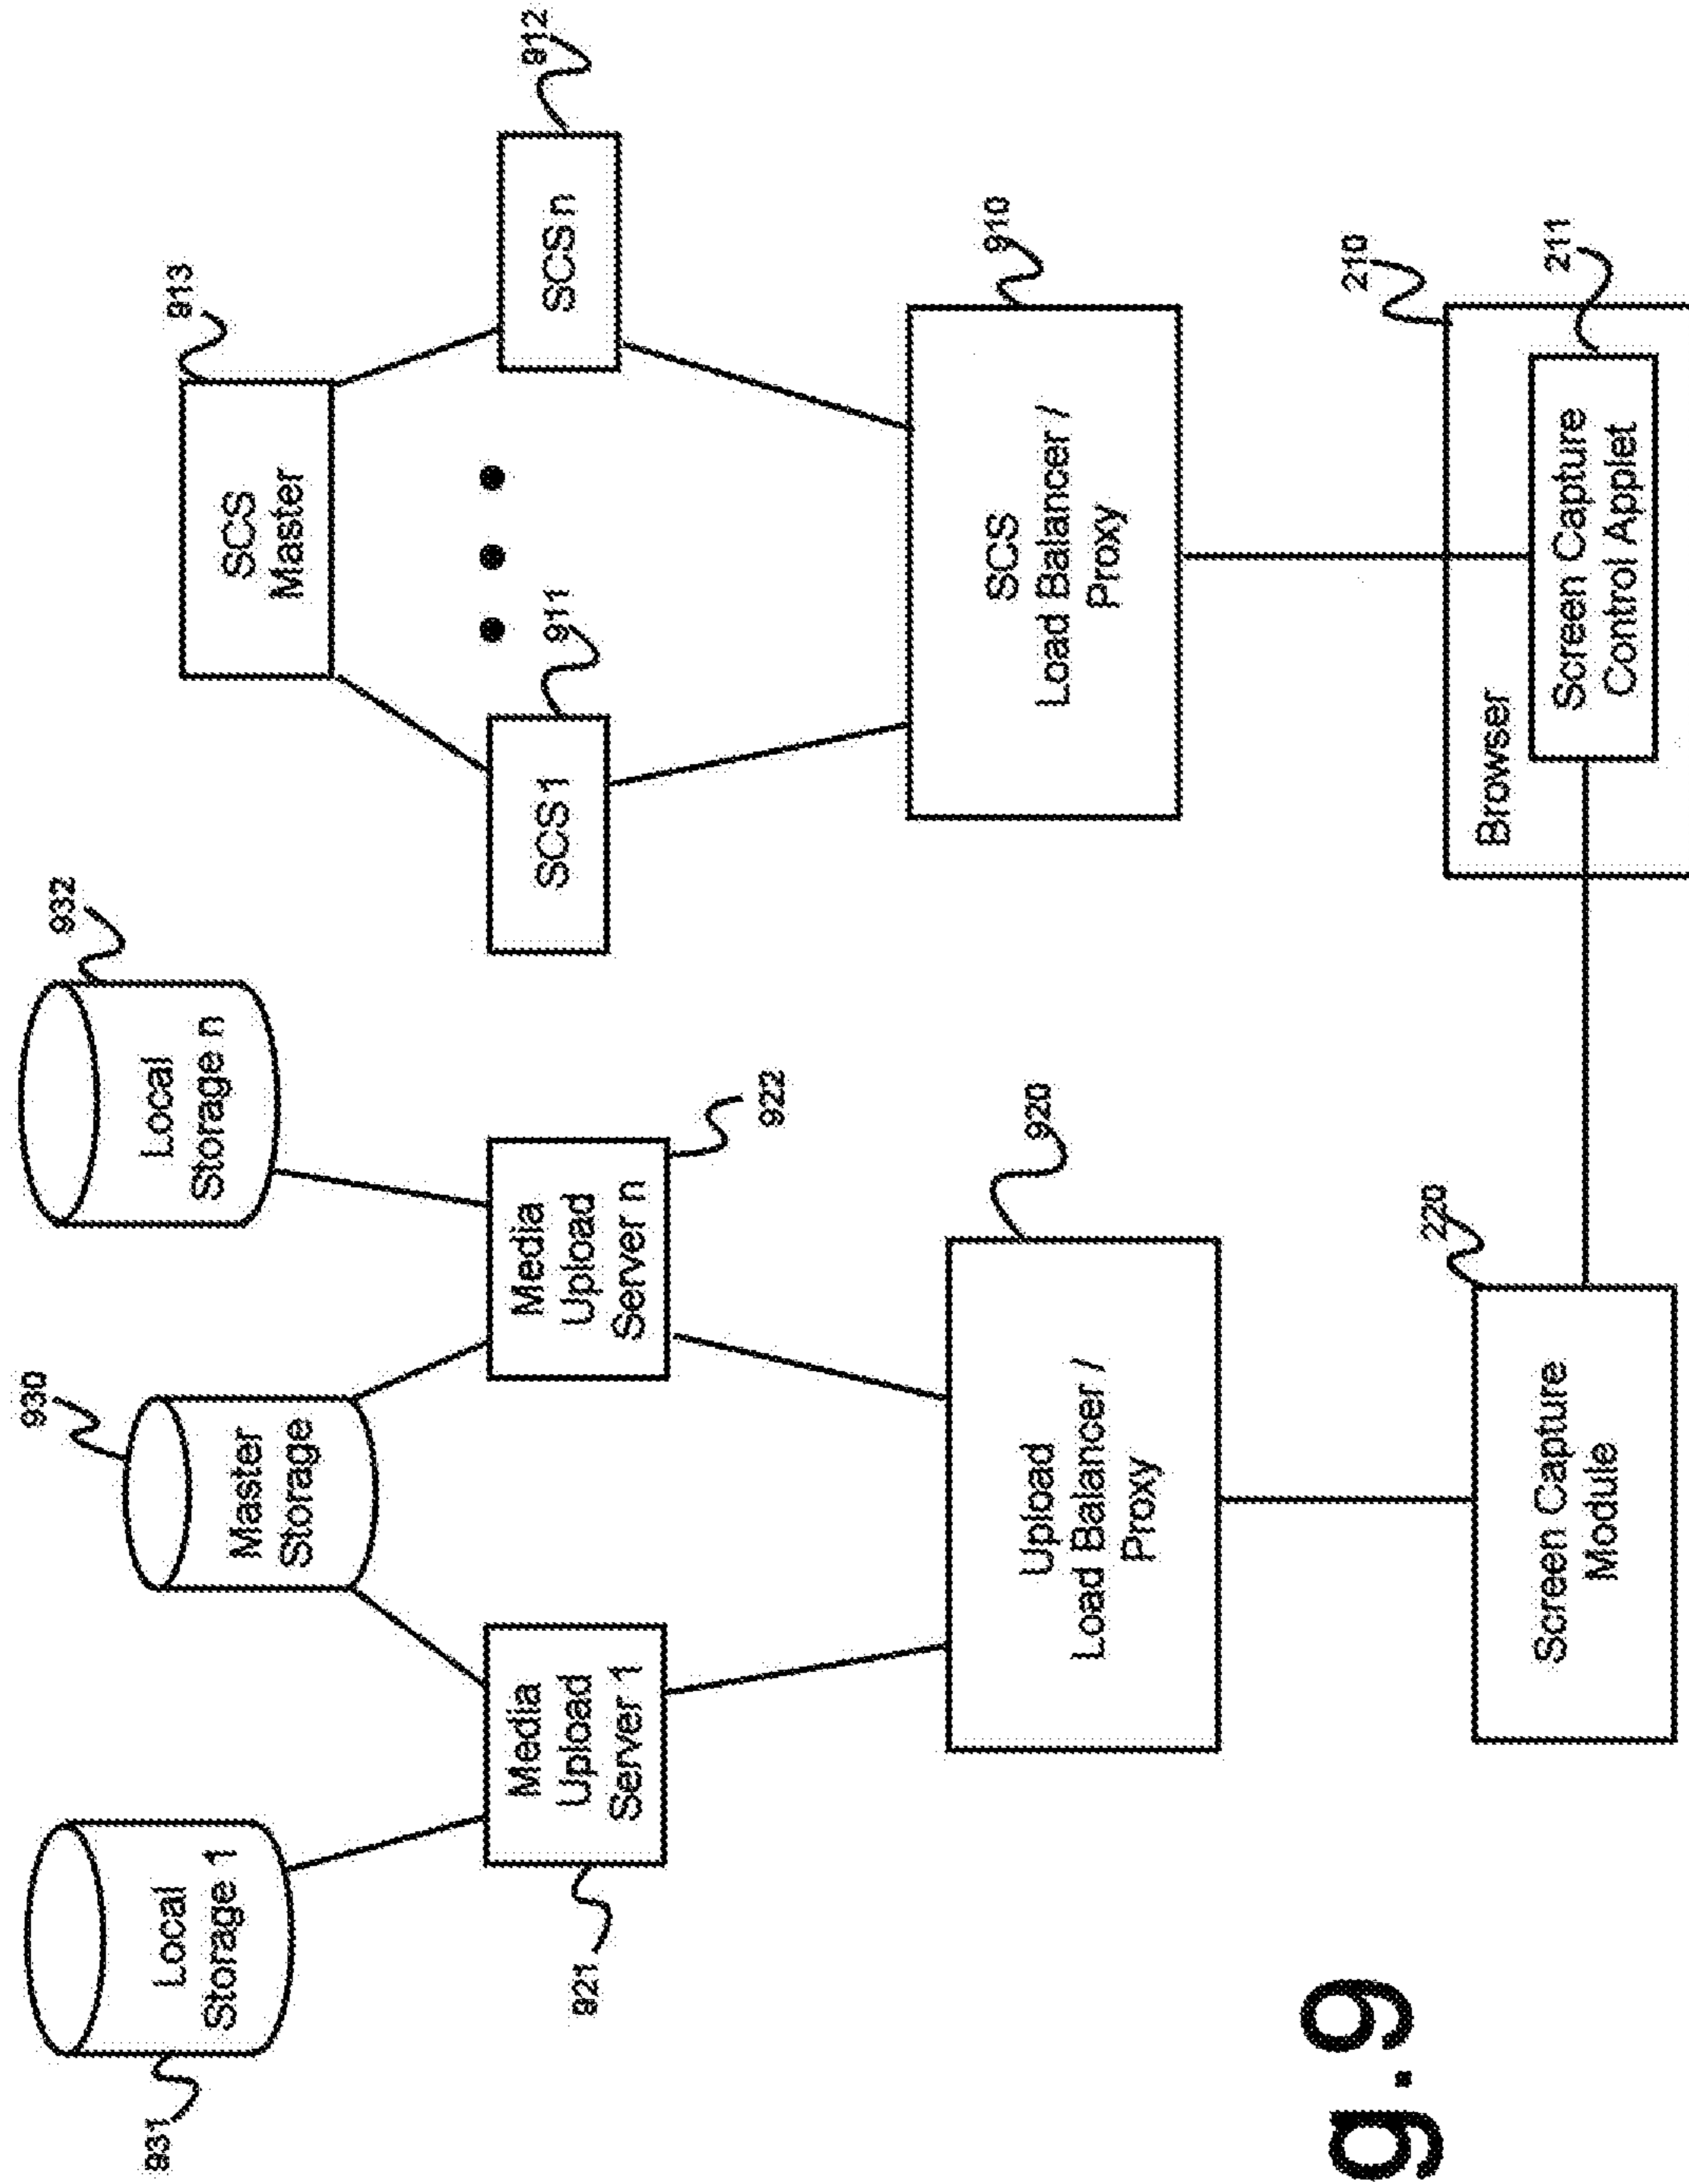 931
Local
Storage 1
930
Master
Storage
932
Local
Storage n
921
Media
Upload
Server 1
Media
Upload
Server n
922
Upload
Load Balancer /
Proxy
920
Screen Capture
Module
220
SCS
Master
913
SCS1
911
SCS n
912
SCS
Load Balancer /
Proxy
910
Browser
210
Screen Capture
Control Applet
211
g.9